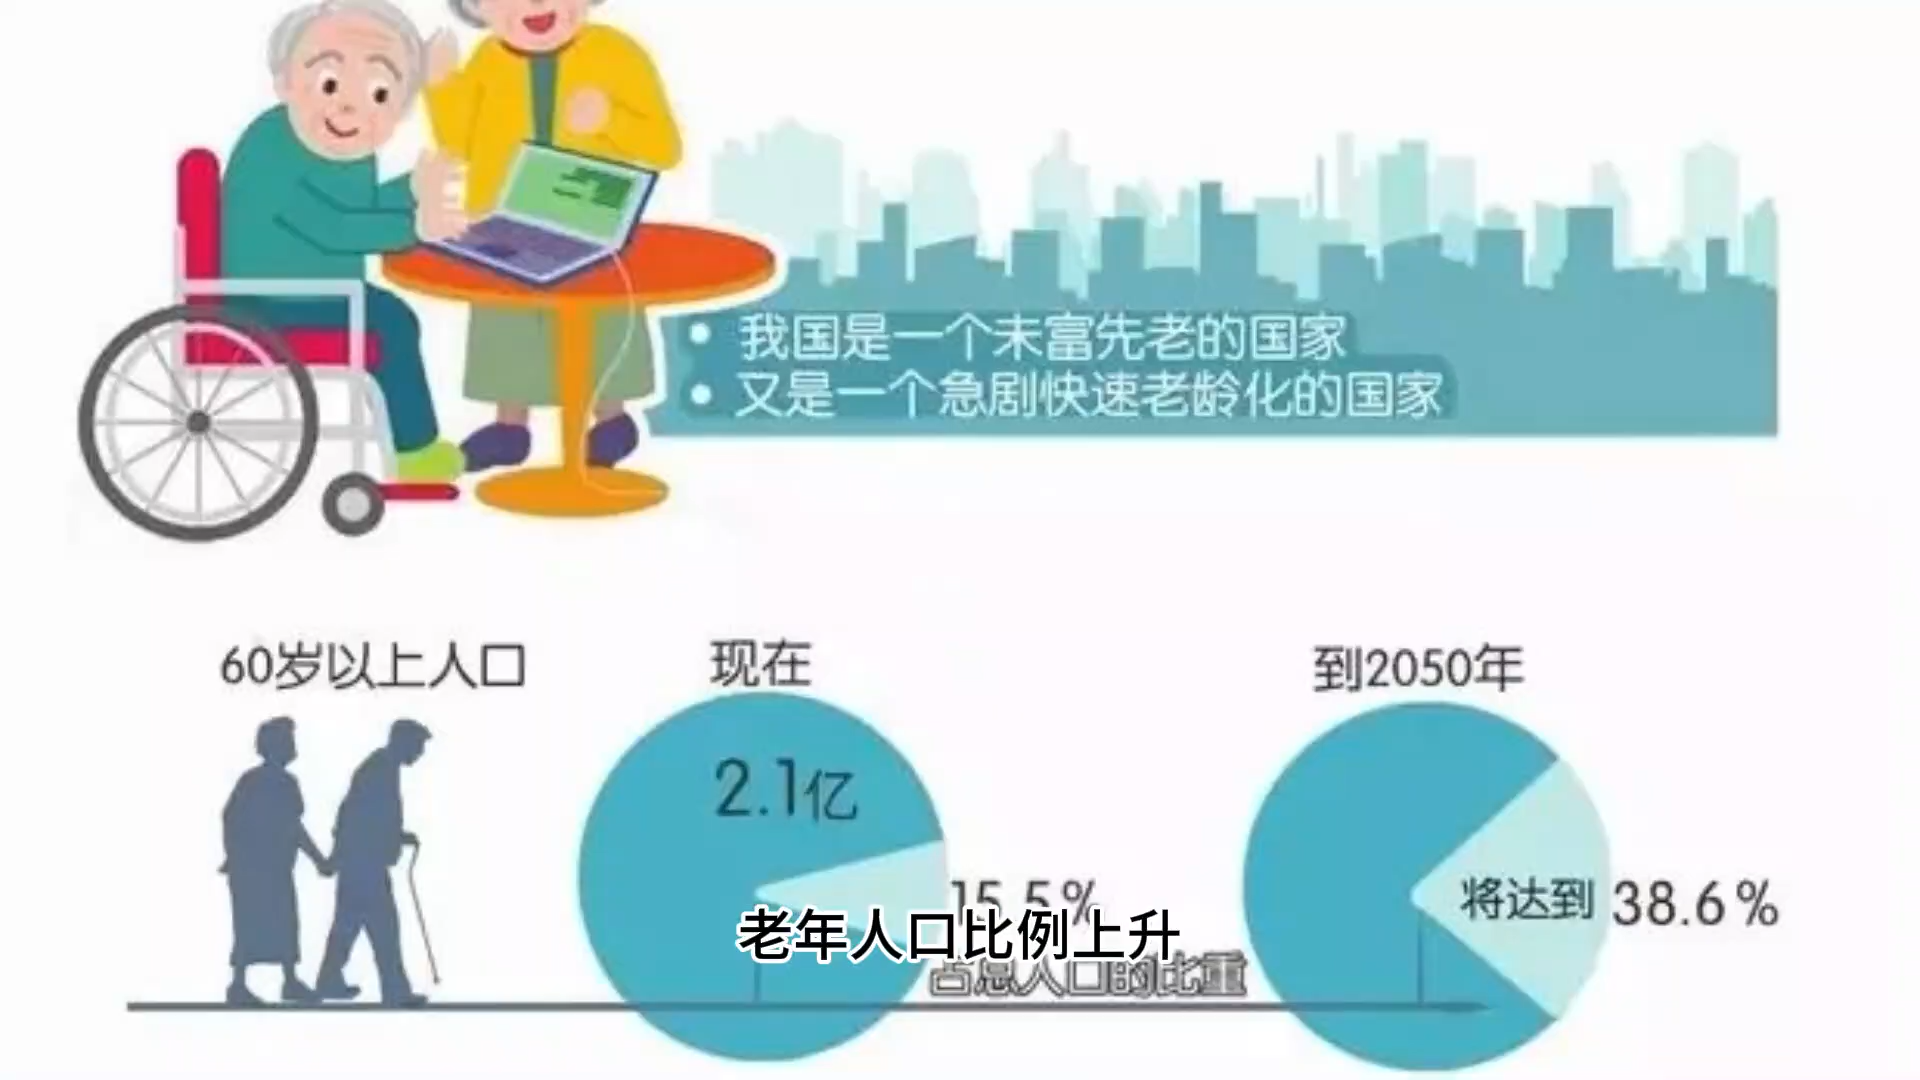 • 我国是一个未富先老的国家
• 又是一个急剧快速老龄化的国家
60岁以上人口
现在
到2050年
2.1亿
15.5%
将达到 38.6%
老年人口比例上升
占总人口的比重